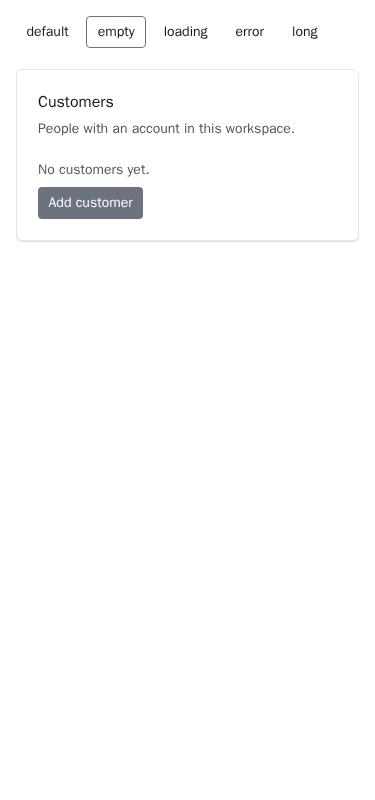 default empty loading error long
Customers
People with an account in this workspace.
No customers yet.
Add customer